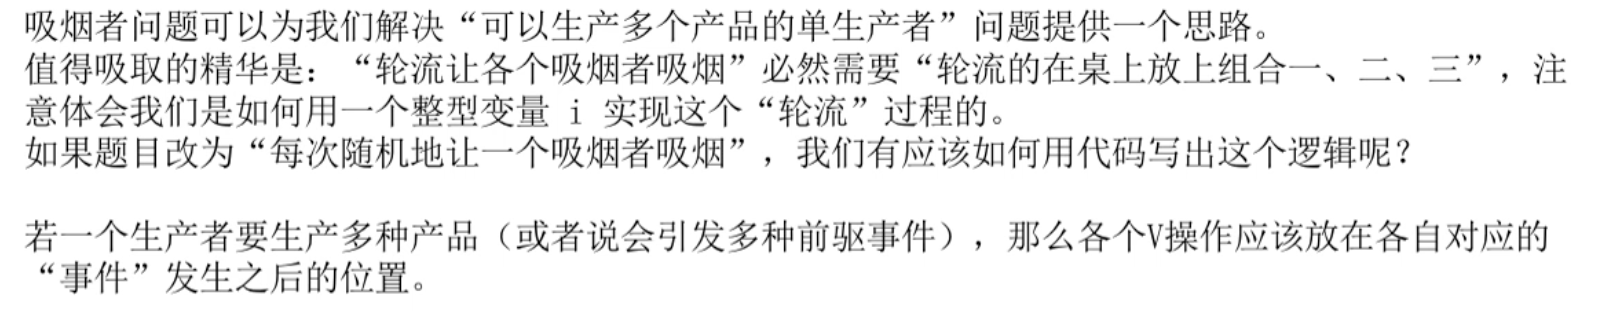 吸烟者问题可以为我们解决“可以生产多个产品的单生产者”问题提供一个思路。
值得吸取的精华是：“轮流让各个吸烟者吸烟”必然需要“轮流的在桌上放上组合一、二、三”，注
意体会我们是如何用一个整型变量 i 实现这个“轮流”过程的。
如果题目改为“每次随机地让一个吸烟者吸烟”，我们有应该如何用代码写出这个逻辑呢？
若一个生产者要生产多种产品（或者说会引发多种前驱事件），那么各个V操作应该放在各自对应的
“事件”发生之后的位置。